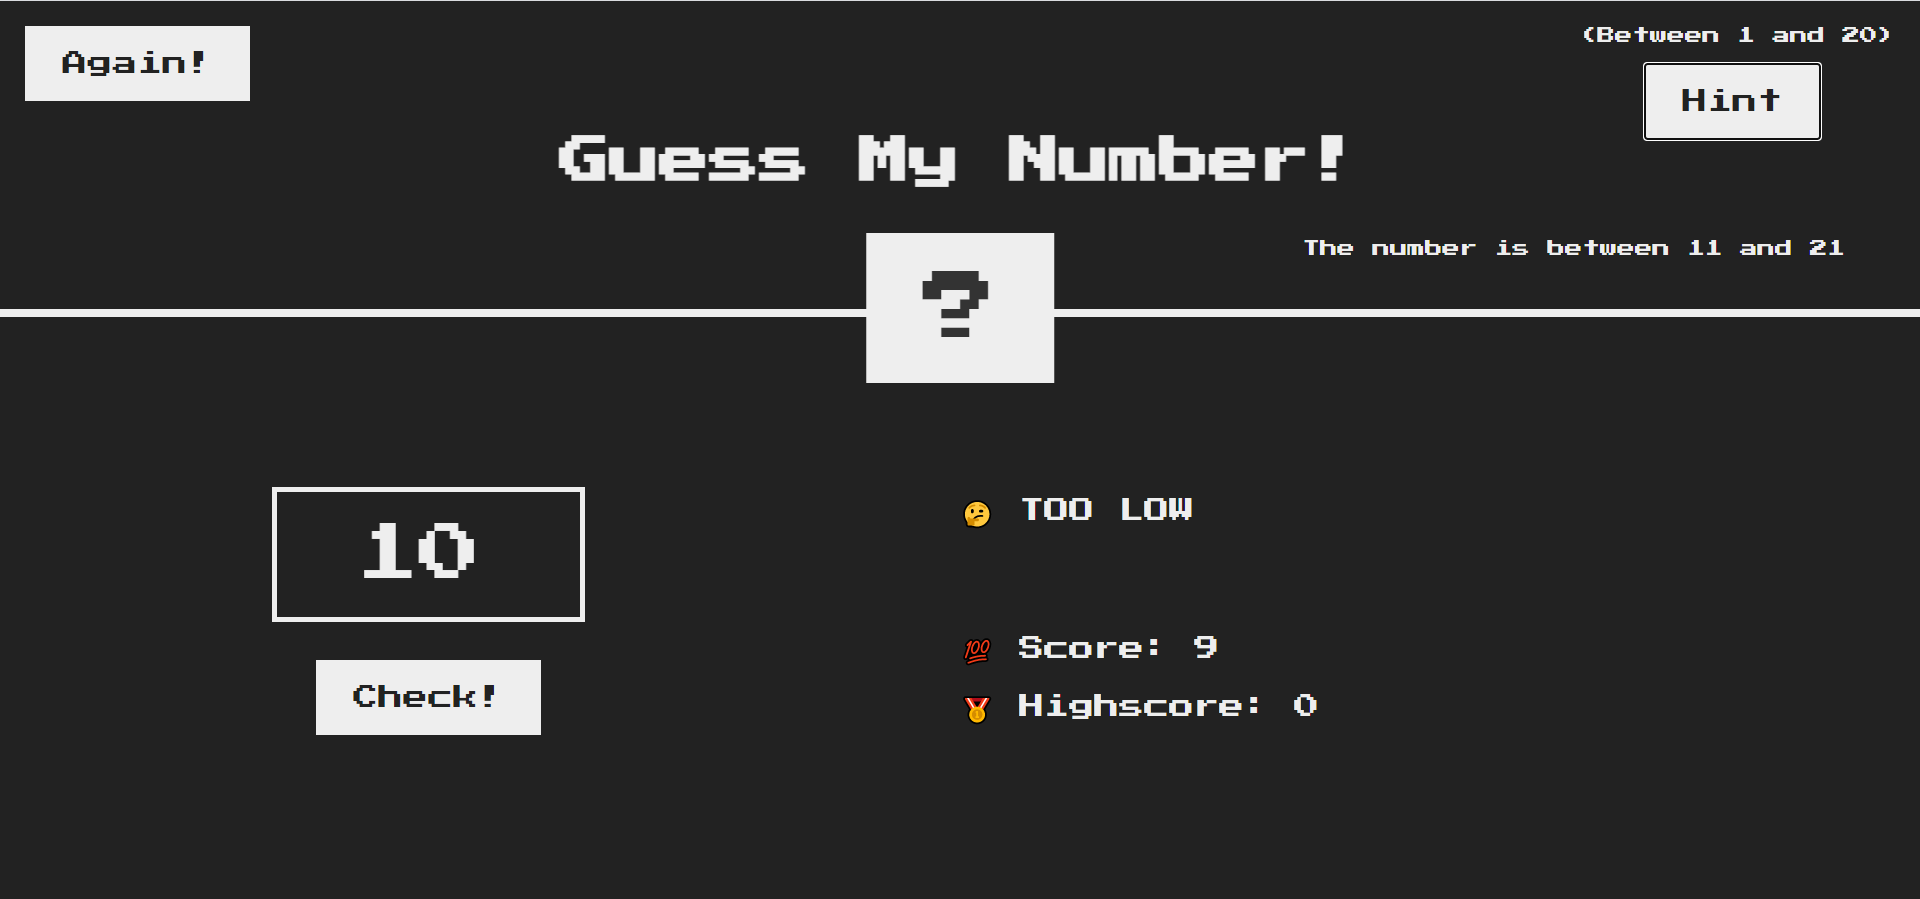 Again!
(Between 1 and 20)
Hint
Guess My Number!
The number is between 11 and 21
?
10
Check!
🤔 TOO LOW
💯 Score: 9
🥇 Highscore: 0